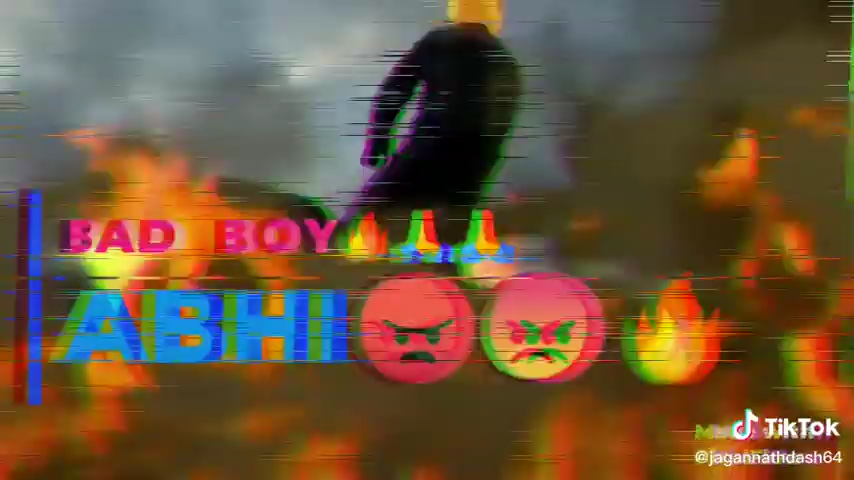 BAD BOY🔥🔥🔥
ABHI😡😡🔥
TikTok
@jagannathdash64